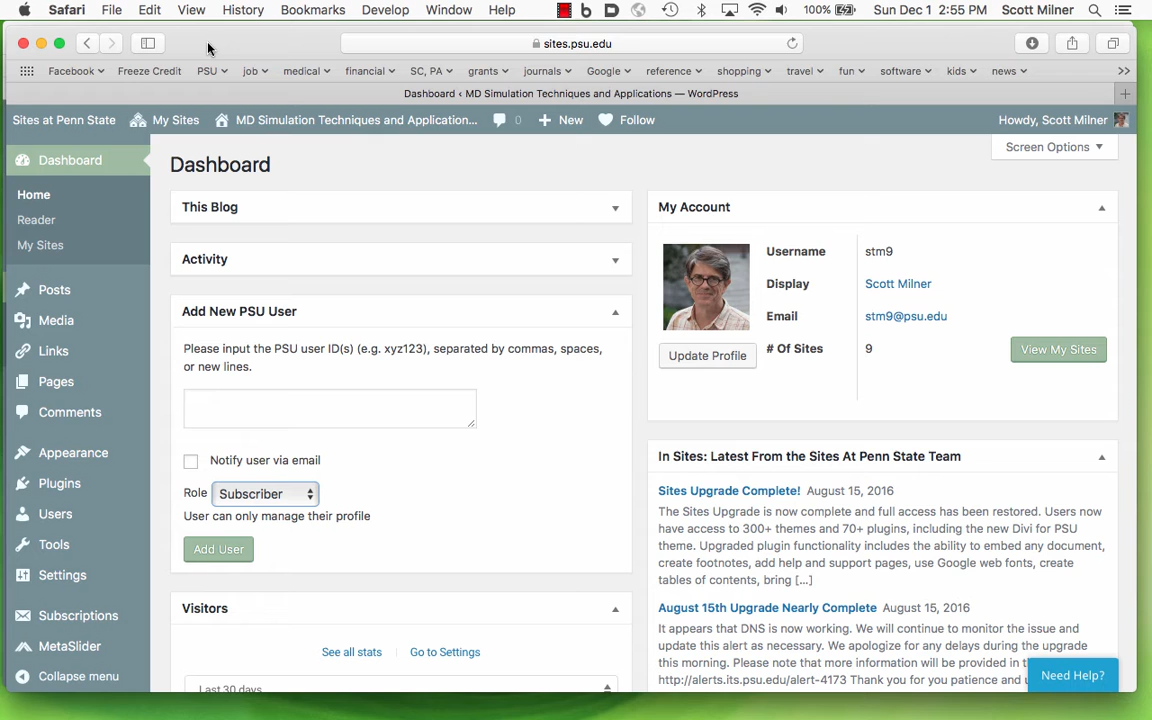 Safari File Edit View History Bookmarks Develop Window Help 100% Sun Dec 1 2:55 PM Scott Milner
sites.psu.edu
Facebook Freeze Credit PSU job medical financial SC, PA grants journals Google reference shopping travel fun software kids news
Dashboard ‹ MD Simulation Techniques and Applications — WordPress
Sites at Penn State My Sites MD Simulation Techniques and Application... 0 New Follow Howdy, Scott Milner
Dashboard
Home
Reader
My Sites
Posts
Media
Links
Pages
Comments
Appearance
Plugins
Users
Tools
Settings
Subscriptions
MetaSlider
Collapse menu
Screen Options
Dashboard
This Blog
Activity
Add New PSU User
Please input the PSU user ID(s) (e.g. xyz123), separated by commas, spaces,
or new lines.
Notify user via email
Role Subscriber
User can only manage their profile
Add User
Visitors
See all stats Go to Settings
Last 30 days
My Account
Username stm9
Display Scott Milner
Email stm9@psu.edu
# Of Sites 9
Update Profile
View My Sites
In Sites: Latest From the Sites At Penn State Team
Sites Upgrade Complete! August 15, 2016
The Sites Upgrade is now complete and full access has been restored. Users now
have access to 300+ themes and 70+ plugins, including the new Divi for PSU
theme. Upgraded plugin functionality includes the ability to embed any document,
create footnotes, add help and support pages, use Google web fonts, create
tables of contents, bring [...]
August 15th Upgrade Nearly Complete August 15, 2016
It appears that DNS is now working. We will continue to monitor the issue and
update this alert as necessary. We apologize for any delays during the upgrade
this morning. Please note that more information will be provided in
http://alerts.its.psu.edu/alert-4173 Thank you for you patience and
Need Help?